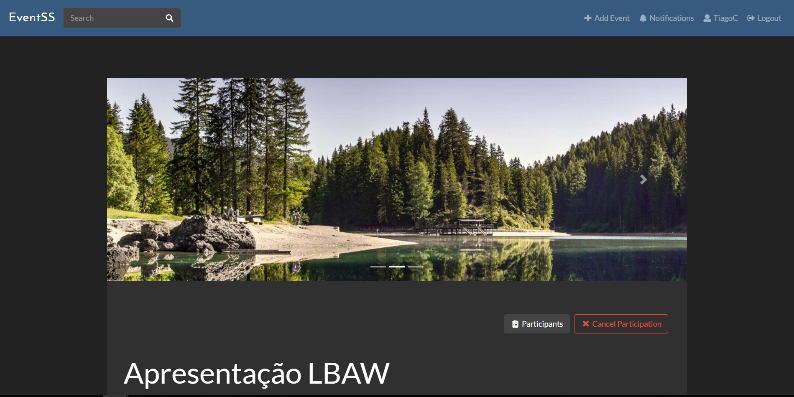 EventSS Search Add Event Notifications TiagoC Logout
Participants Cancel Participation
Apresentação LBAW